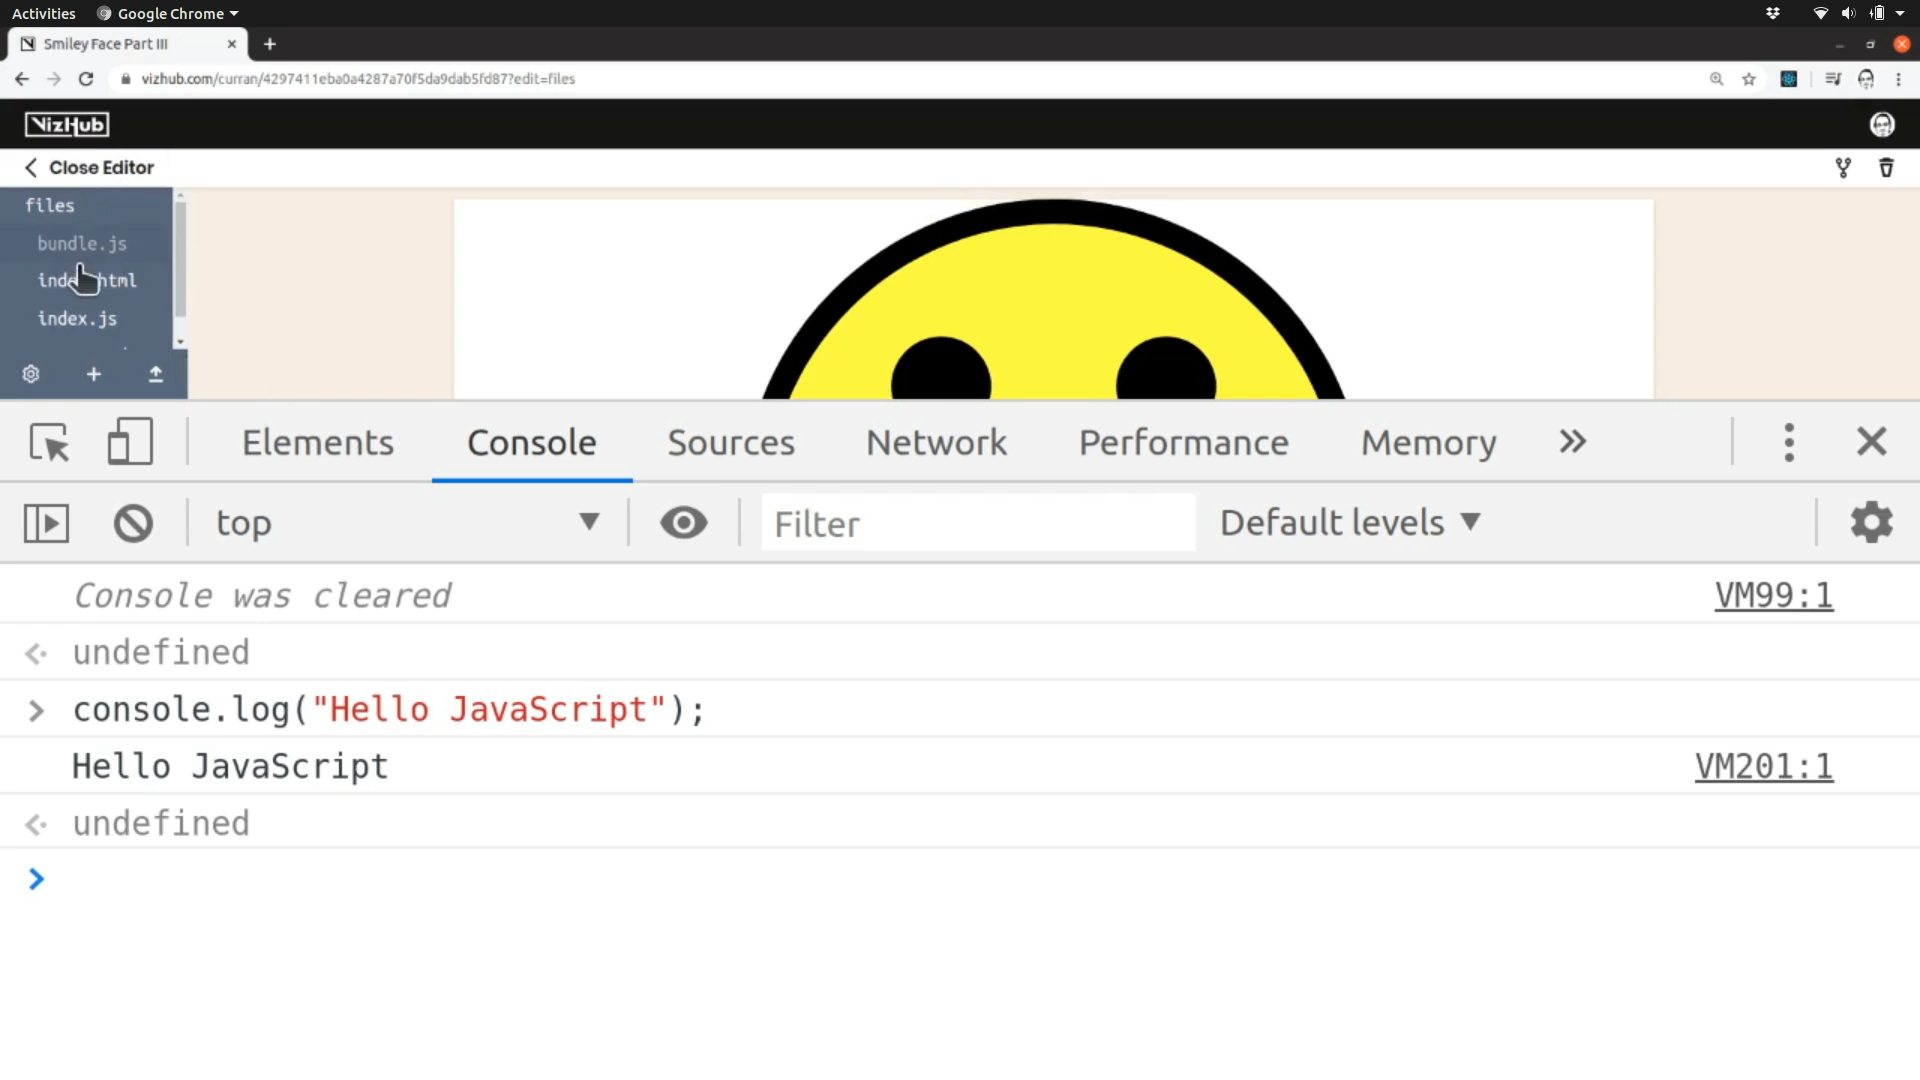 Activities Google Chrome
Smiley Face Part III
vizhub.com/curran/4297411eba0a4287a70f5da9dab5fd87?edit=files
VizHub
Close Editor
files
bundle.js
index.js
Elements Console Sources Network Performance Memory
top Filter Default levels
Console was cleared VM99:1
undefined
console.log("Hello JavaScript");
Hello JavaScript VM201:1
undefined